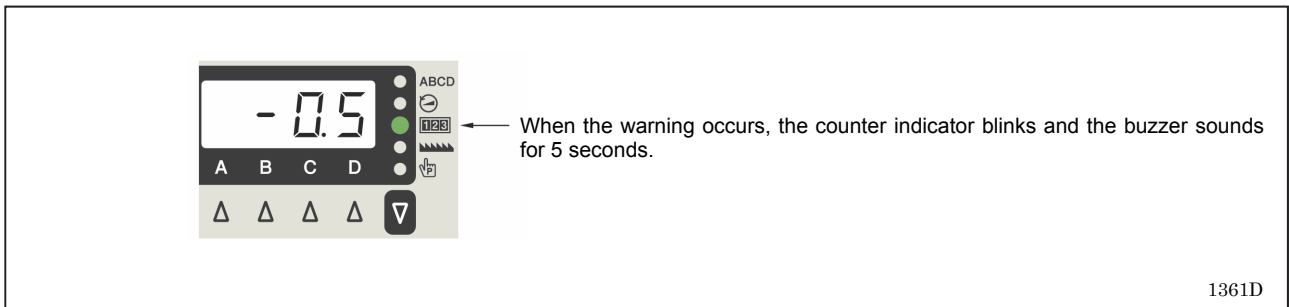 ABCD
-0.5
123
When the warning occurs, the counter indicator blinks and the buzzer sounds
for 5 seconds.
P
A B C D
1361D